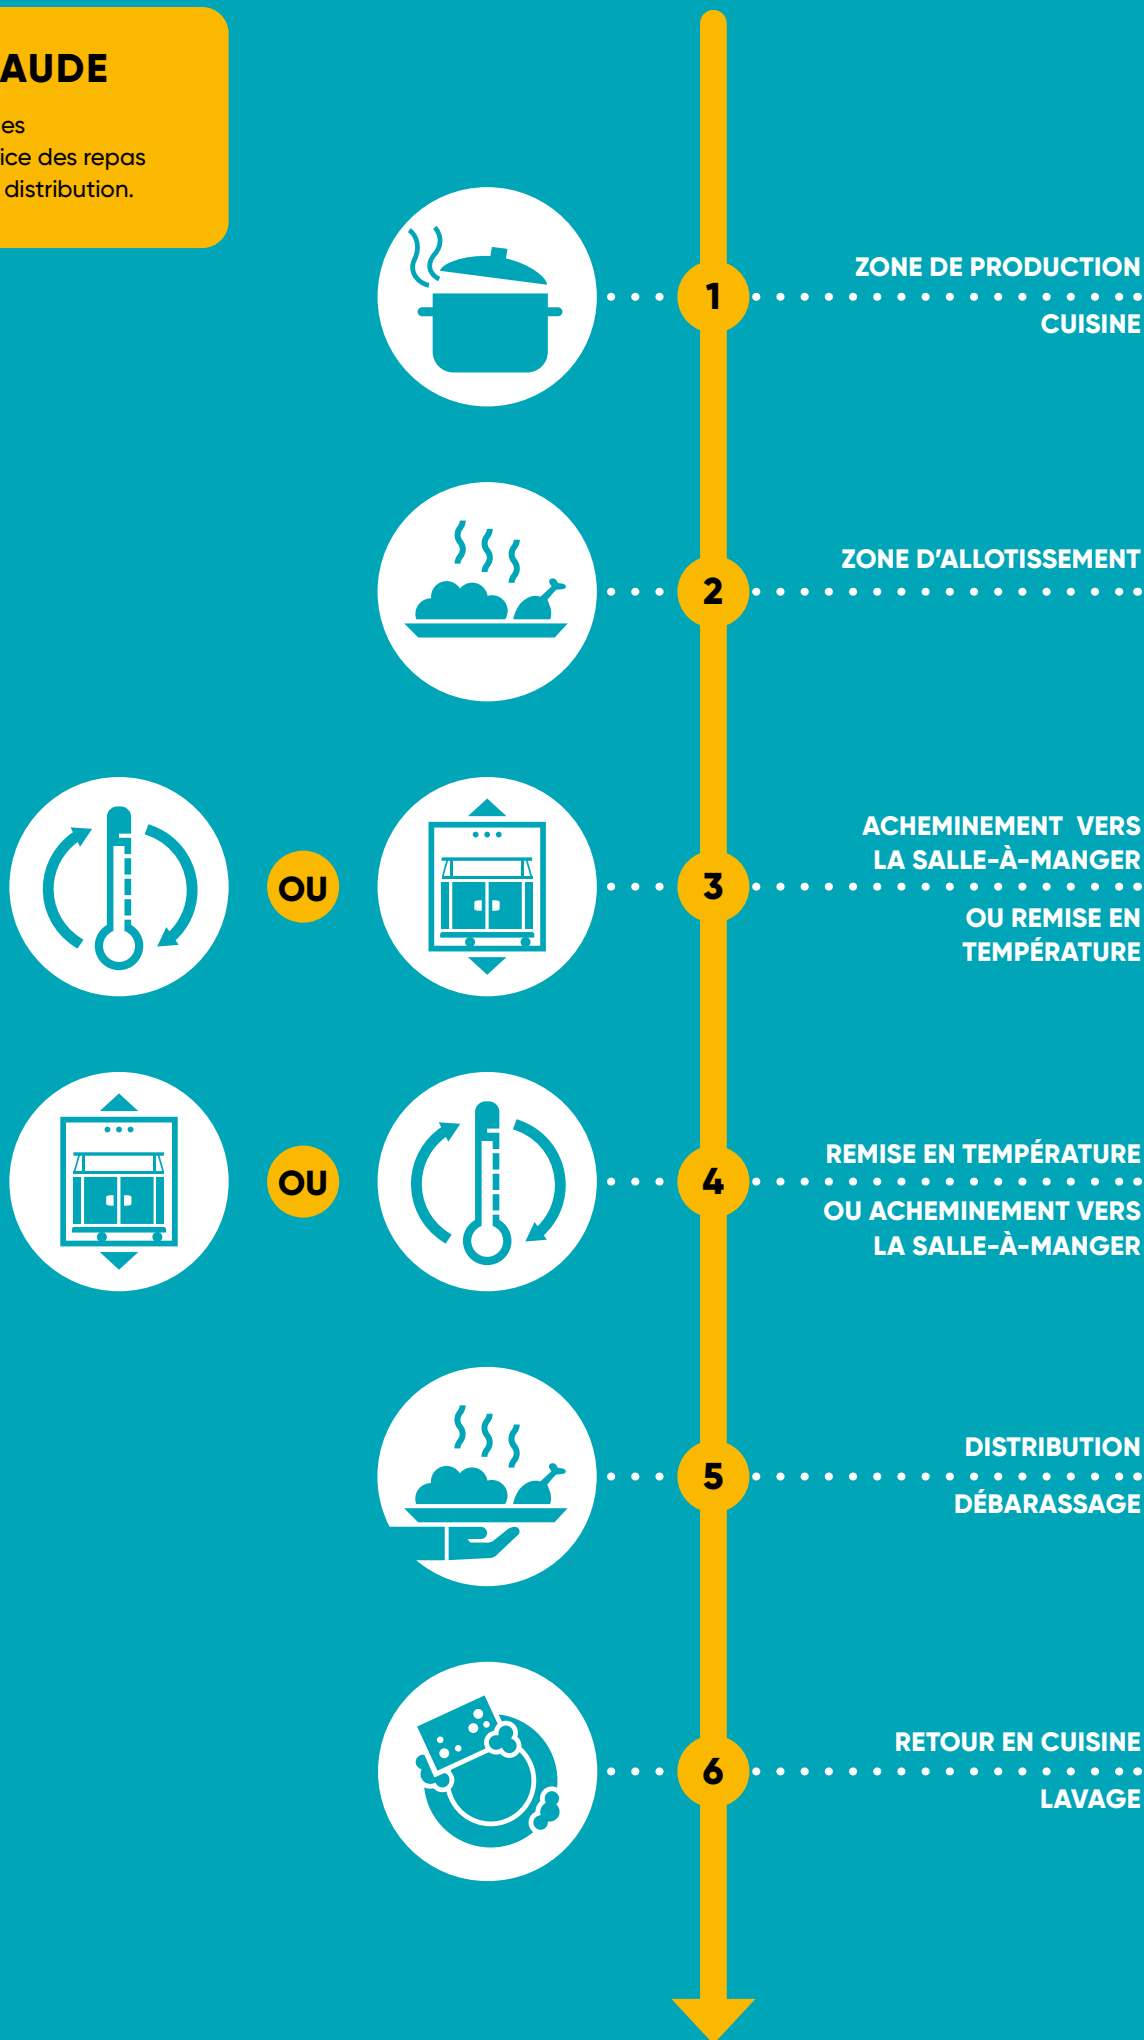 AUDE
es
ice des repas
distribution.
1
ZONE DE PRODUCTION
CUISINE
2
ZONE D'ALLOTISSEMENT
OU
3
ACHEMINEMENT VERS
LA SALLE-À-MANGER
OU REMISE EN
TEMPÉRATURE
OU
4
REMISE EN TEMPÉRATURE
OU ACHEMINEMENT VERS
LA SALLE-À-MANGER
5
DISTRIBUTION
DÉBARASSAGE
6
RETOUR EN CUISINE
LAVAGE